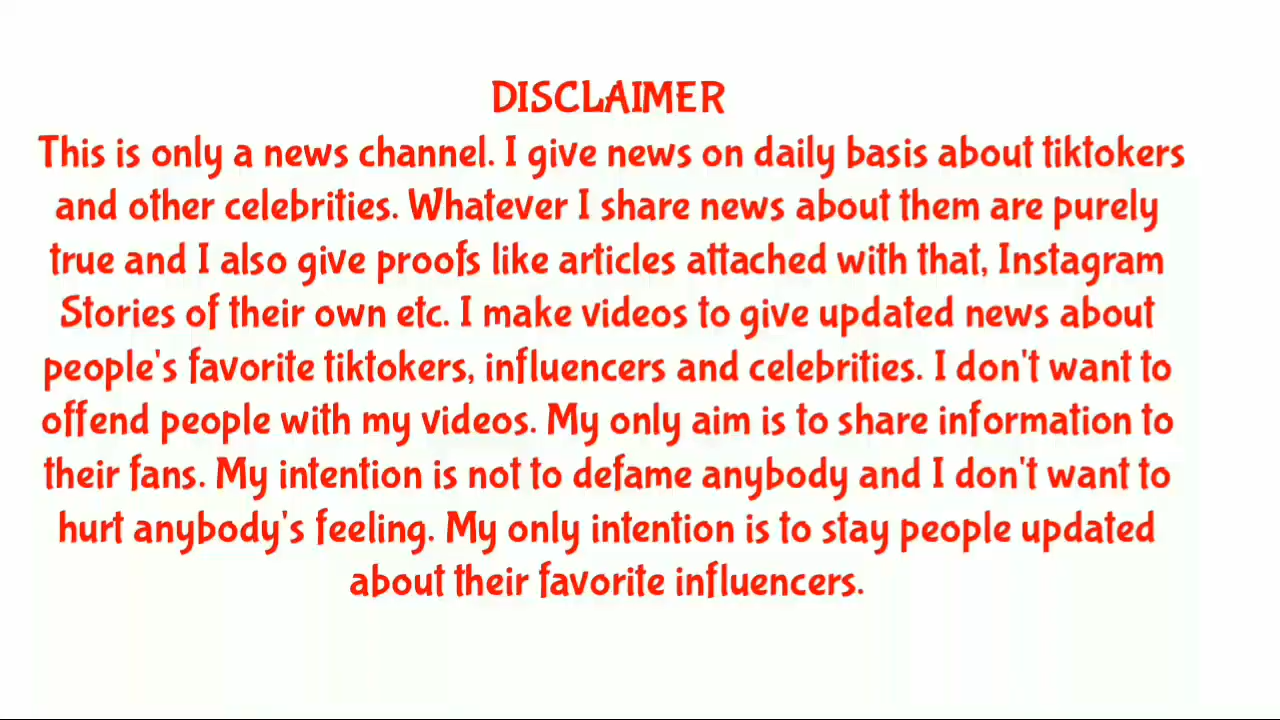 DISCLAIMER
This is only a news channel. I give news on daily basis about tiktokers
and other celebrities. Whatever I share news about them are purely
true and I also give proofs like articles attached with that, Instagram
Stories of their own etc. I make videos to give updated news about
people's favorite tiktokers, influencers and celebrities. I don't want to
offend people with my videos. My only aim is to share information to
their fans. My intention is not to defame anybody and I don't want to
hurt anybody's feeling. My only intention is to stay people updated
about their favorite influencers.